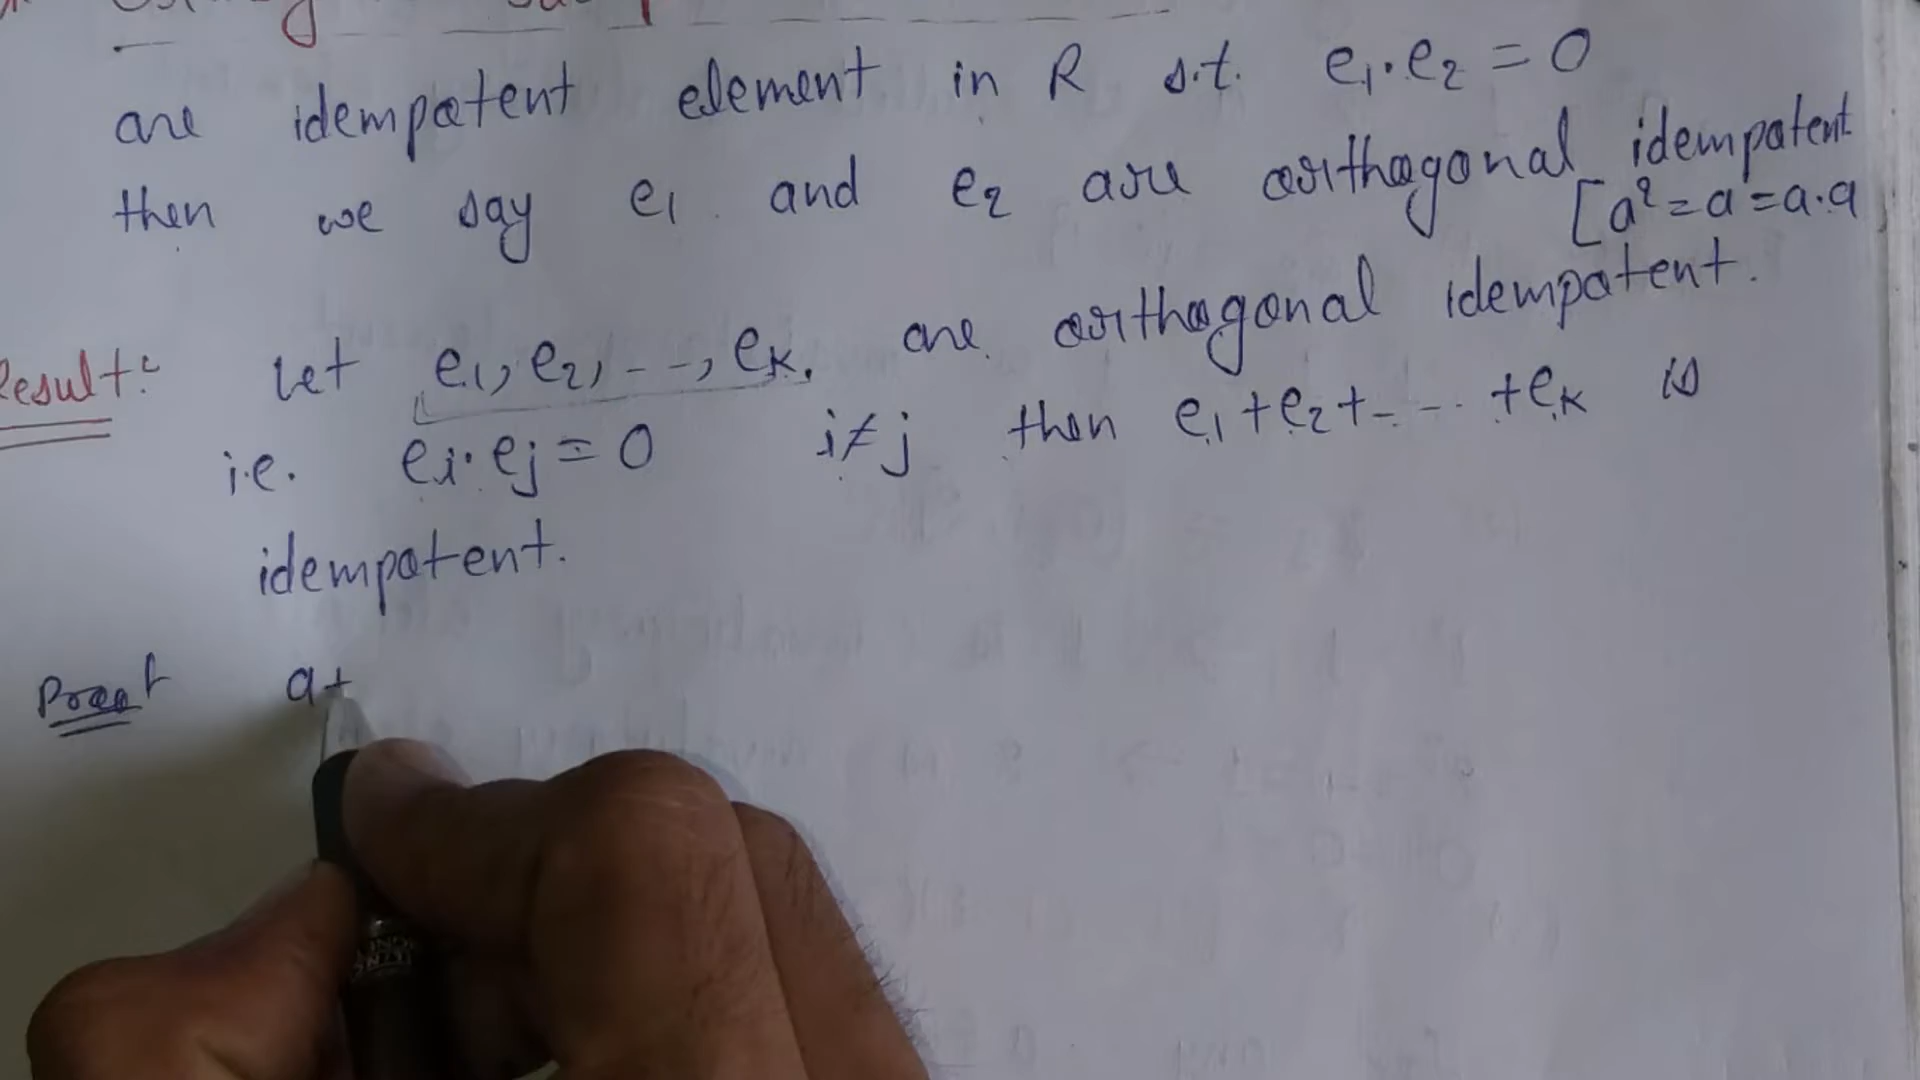 are idempotent element in R s.t. e₁·e₂ = 0
then we say e₁ and e₂ are orthogonal idempotent
[a² = a = a·a
Result:- Let e₁, e₂, - - -, eₖ. are orthogonal idempotent.
i.e. eᵢ·eⱼ = 0 i≠j then e₁+e₂+- - - +eₖ is
idempotent.
Proof a+